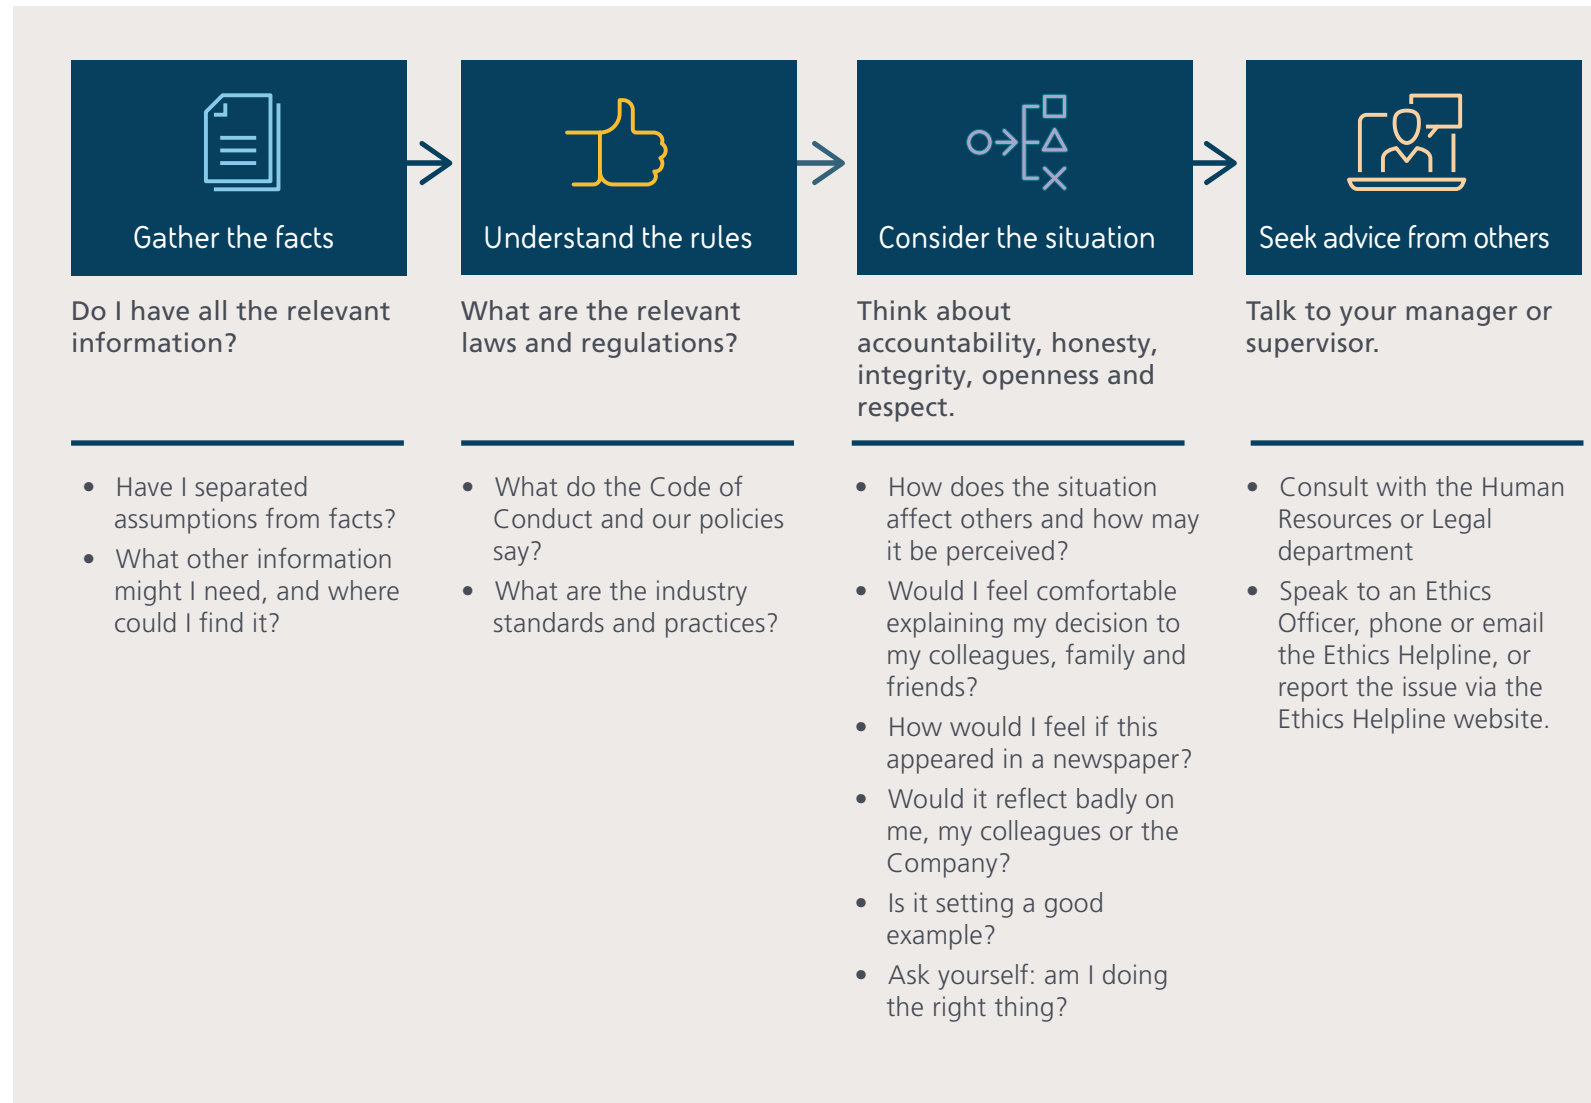 Gather the facts
Do I have all the relevant
information?
• Have I separated
assumptions from facts?
• What other information
might I need, and where
could I find it?
Understand the rules
What are the relevant
laws and regulations?
• What do the Code of
Conduct and our policies
say?
• What are the industry
standards and practices?
Consider the situation
Think about
accountability, honesty,
integrity, openness and
respect.
• How does the situation
affect others and how may
it be perceived?
• Would I feel comfortable
explaining my decision to
my colleagues, family and
friends?
• How would I feel if this
appeared in a newspaper?
• Would it reflect badly on
me, my colleagues or the
Company?
• Is it setting a good
example?
• Ask yourself: am I doing
the right thing?
Seek advice from others
Talk to your manager or
supervisor.
• Consult with the Human
Resources or Legal
department
• Speak to an Ethics
Officer, phone or email
the Ethics Helpline, or
report the issue via the
Ethics Helpline website.